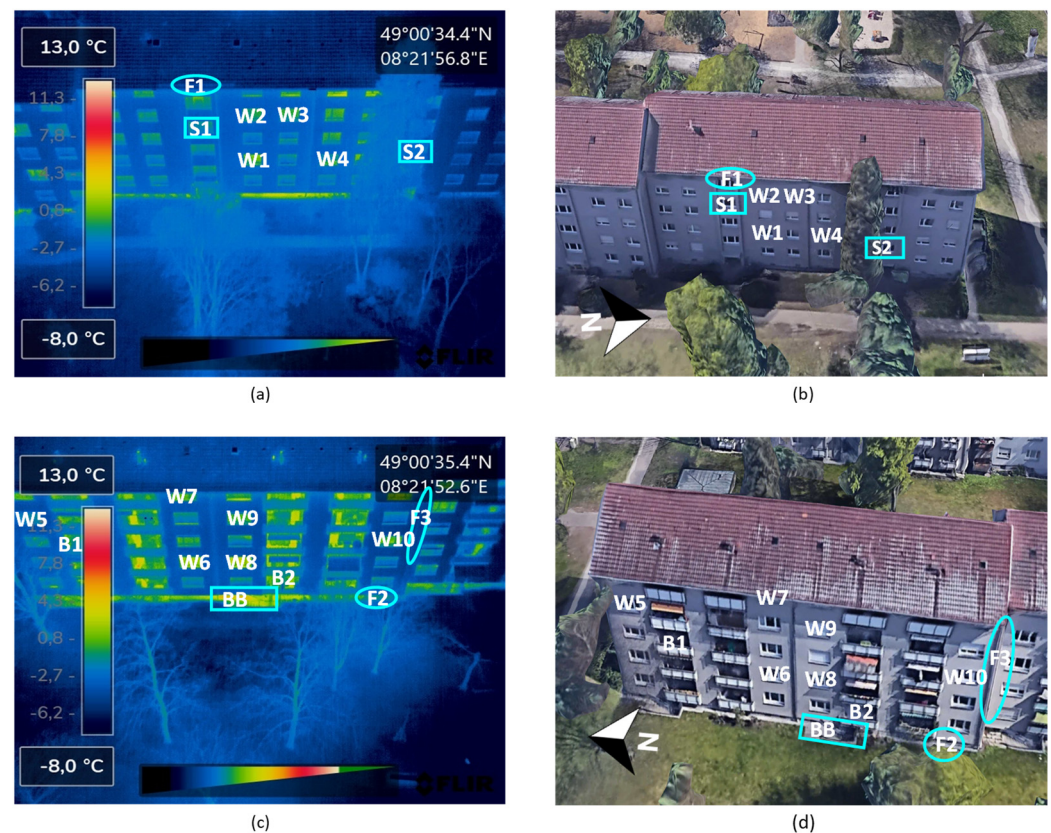 13,0 °C
49°00'34.4"N
08°21'56.8"E
11,3
7,8
4,3
0,8
-2,7
-6,2
-8,0 °C
F1
S1
W2
W3
W1
W4
S2
FLIR
F1
S1
W2
W3
W1
W4
S2
N
(a)
(b)
13,0 °C
49°00'35.4"N
08°21'52.6"E
7,8
4,3
0,8
-2,7
-6,2
-8,0 °C
W7
W5
W9
F3
B1
W10
W6
W8
B2
BB
F2
FLIR
W5
W7
W9
B1
F3
W6
W8
W10
B2
BB
F2
N
(c)
(d)